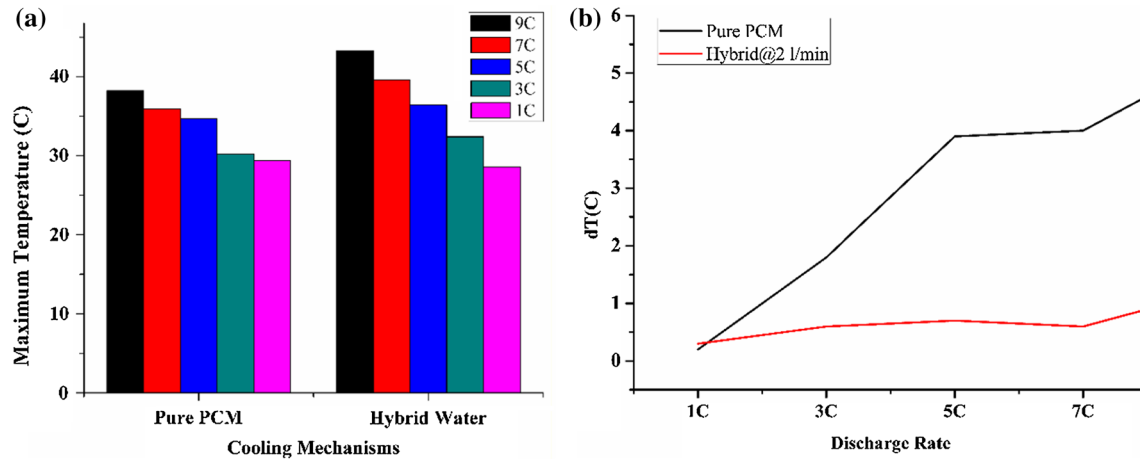 (a)
Maximum Temperature (C)
40
30
20
10
0
9C
7C
5C
3C
1C
Pure PCM
Hybrid Water
Cooling Mechanisms
(b)
dT(C)
6
5
4
3
2
1
0
Pure PCM
Hybrid@2 l/min
1C
3C
5C
7C
Discharge Rate